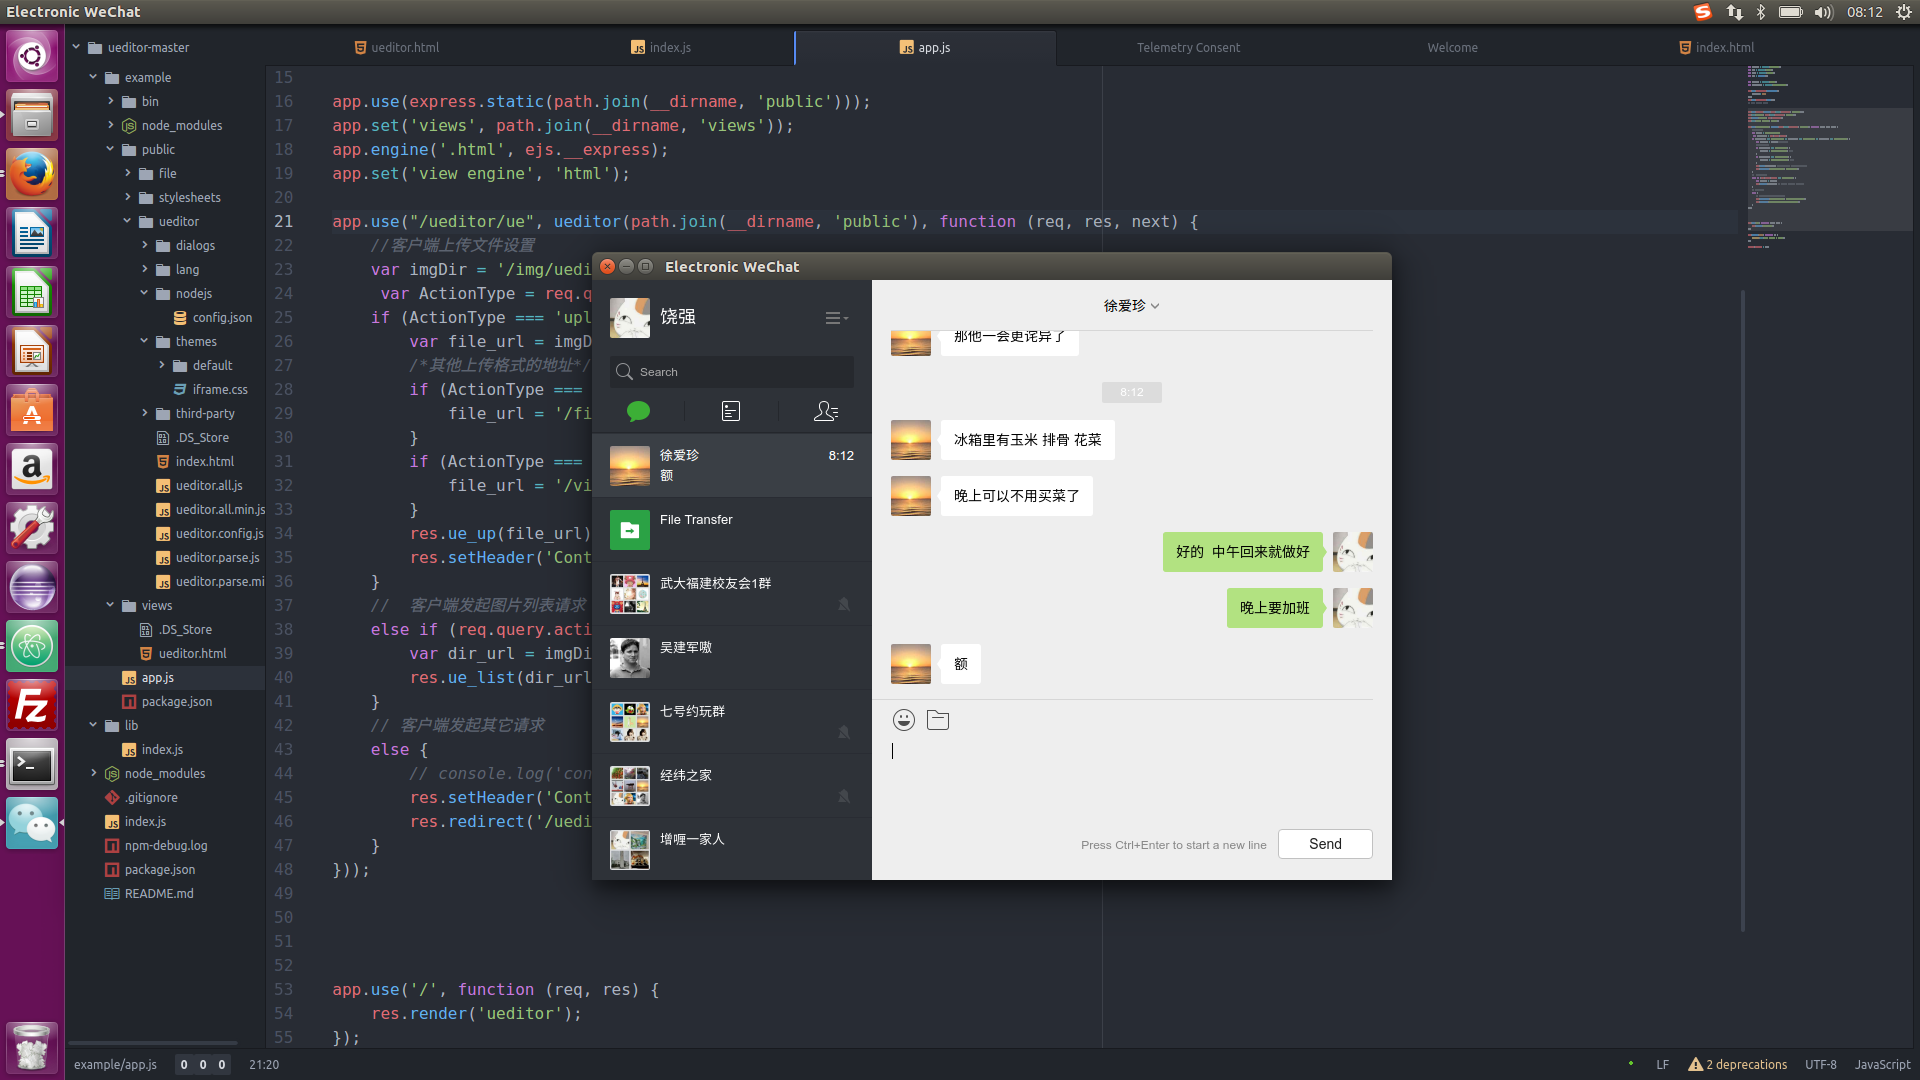 Electronic WeChat
08:12
ueditor-master
ueditor.html
index.js
app.js
Telemetry Consent
Welcome
index.html
example
bin
node_modules
public
file
stylesheets
ueditor
dialogs
lang
nodejs
config.json
themes
default
iframe.css
third-party
.DS_Store
index.html
ueditor.all.js
ueditor.all.min.js
ueditor.config.js
ueditor.parse.js
ueditor.parse.mi
views
.DS_Store
ueditor.html
app.js
package.json
lib
index.js
node_modules
.gitignore
index.js
npm-debug.log
package.json
README.md
15
16 app.use(express.static(path.join(__dirname, 'public')));
17 app.set('views', path.join(__dirname, 'views'));
18 app.engine('.html', ejs.__express);
19 app.set('view engine', 'html');
20
21 app.use("/ueditor/ue", ueditor(path.join(__dirname, 'public'), function (req, res, next) {
22 //客户端上传文件设置
23 var imgDir = '/img/uedi
24 var ActionType = req.q
25 if (ActionType === 'upl
26 var file_url = imgD
27 /*其他上传格式的地址*/
28 if (ActionType ===
29 file_url = '/fi
30 }
31 if (ActionType ===
32 file_url = '/vi
33 }
34 res.ue_up(file_url)
35 res.setHeader('Cont
36 }
37 // 客户端发起图片列表请求
38 else if (req.query.acti
39 var dir_url = imgDi
40 res.ue_list(dir_url
41 }
42 // 客户端发起其它请求
43 else {
44 // console.log('con
45 res.setHeader('Cont
46 res.redirect('/uedi
47 }
48 }));
49
50
51
52
53 app.use('/', function (req, res) {
54 res.render('ueditor');
55 });
Electronic WeChat
饶强
Search
徐爱珍 8:12
额
File Transfer
武大福建校友会1群
吴建军嗷
七号约玩群
经纬之家
增喱一家人
徐爱珍
那他一会更诧异了
8:12
冰箱里有玉米 排骨 花菜
晚上可以不用买菜了
好的 中午回来就做好
晚上要加班
额
Press Ctrl+Enter to start a new line
Send
example/app.js 0 0 0 21:20
LF 2 deprecations UTF-8 JavaScript